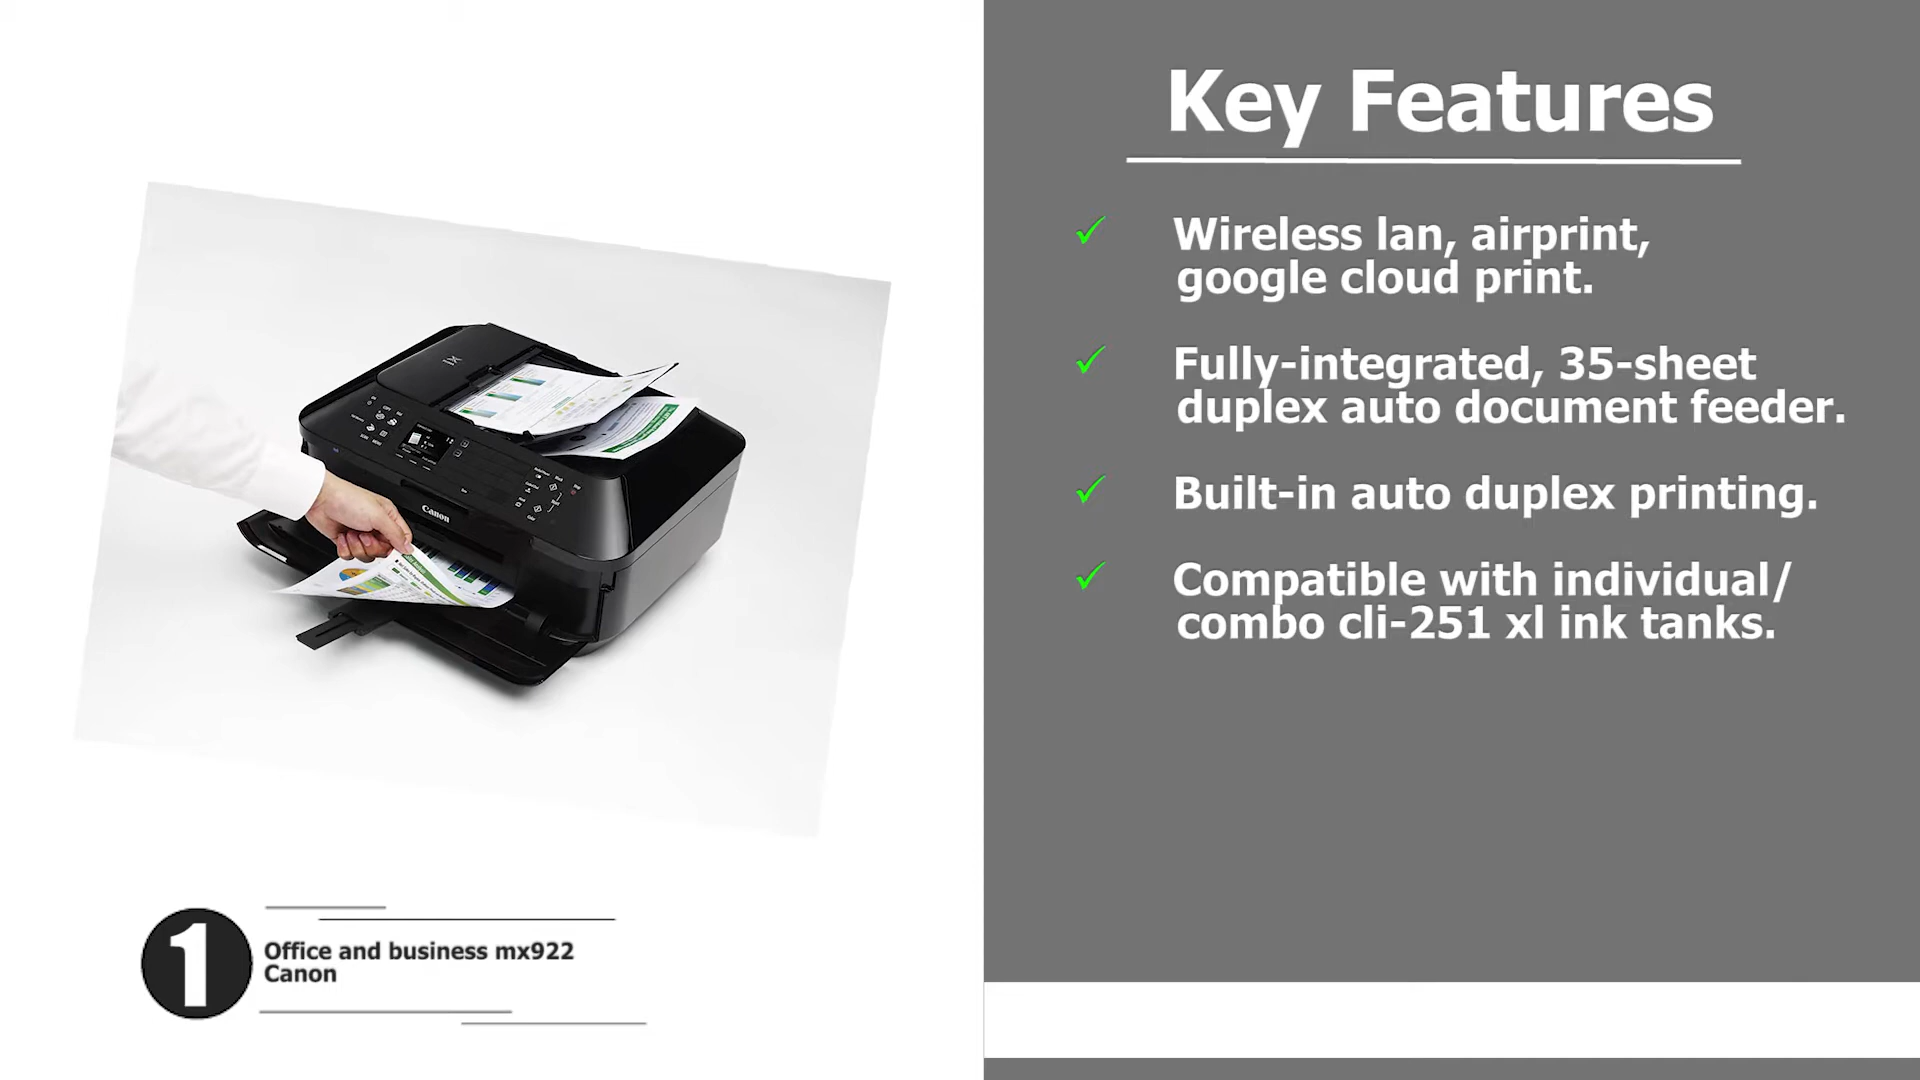 Key Features
Wireless lan, airprint,
google cloud print.
Fully-integrated, 35-sheet
duplex auto document feeder.
Built-in auto duplex printing.
Compatible with individual/
combo cli-251 xl ink tanks.
Canon
1
Office and business mx922
Canon